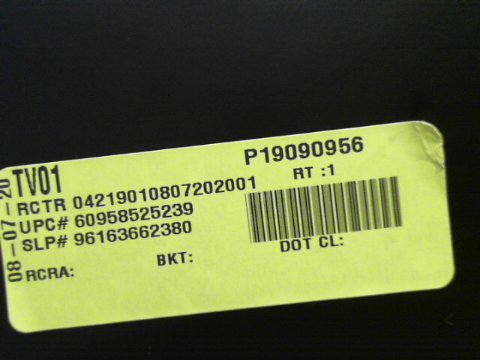 P19090956
TV01
RT :1
RCTR 04219010807202001
UPC# 60958525239
SLP# 96163662380
DOT CL:
BKT:
RCRA:
08-07-20